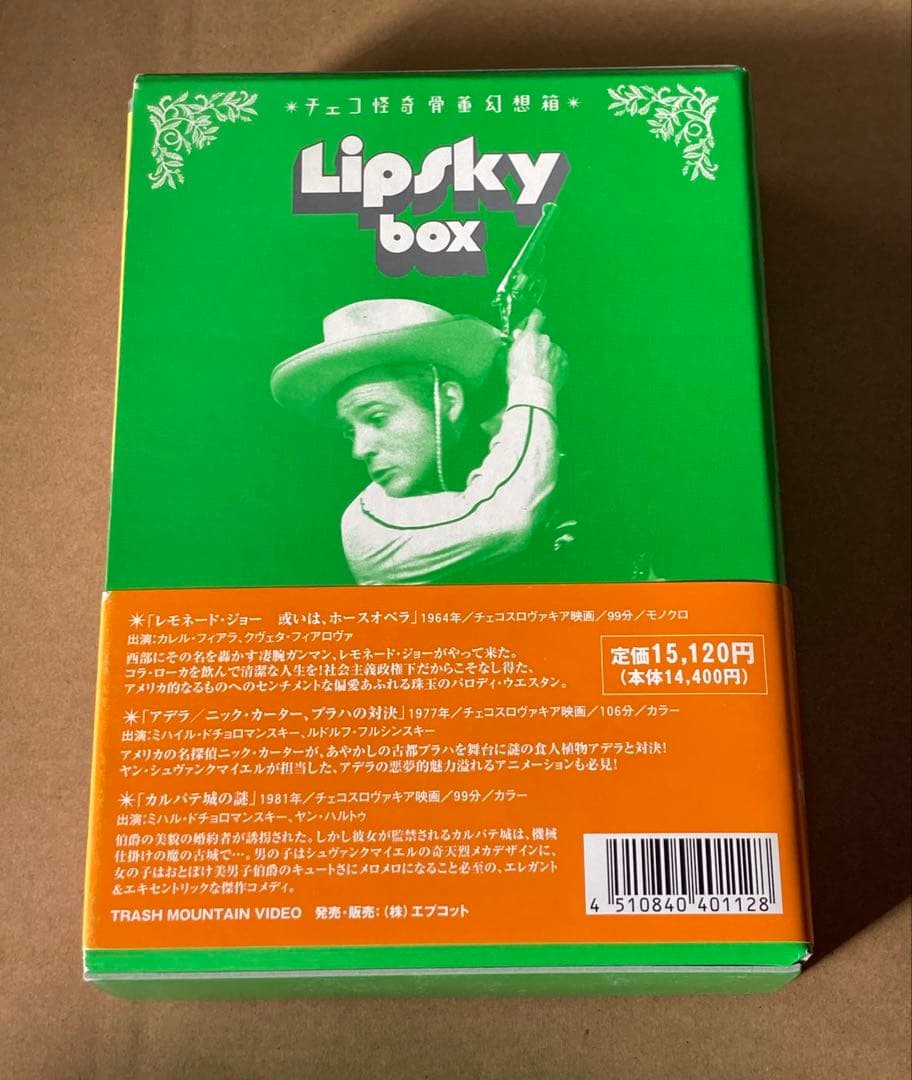 ✴チェコ怪奇骨董幻想箱✴
Lipsky
box
✴「レモネード・ジョー 或いは、ホースオペラ」1964年／チェコスロヴァキア映画／99分／モノクロ
出演:カレル・フィアラ、クヴェタ・フィアロヴァ
西部にその名を轟かす凄腕ガンマン、レモネード・ジョーがやって来た。
コラ・ローカを飲んで清潔な人生を!社会主義政権下だからこそなし得た、
アメリカ的なるものへのセンチメントな偏愛あふれる珠玉のパロディ・ウエスタン。
定価15,120円
（本体14,400円）
✴「アデラ／ニック・カーター、プラハの対決」1977年／チェコスロヴァキア映画／106分／カラー
出演:ミハイル・ドチョロマンスキー、ルドルフ・フルシンスキー
アメリカの名探偵ニック・カーターが、あやかしの古都プラハを舞台に謎の食人植物アデラと対決!
ヤン・シュヴァンクマイエルが担当した、アデラの悪夢的魅力溢れるアニメーションも必見!
✴「カルパテ城の謎」1981年／チェコスロヴァキア映画／99分／カラー
出演:ミハル・ドチョロマンスキー、ヤン・ハルトゥ
伯爵の美貌の婚約者が誘拐された。しかし彼女が監禁されるカルパテ城は、機械
仕掛けの魔の古城で…。男の子はシュヴァンクマイエルの奇天烈メカデザインに、
女の子はおとぼけ美男子伯爵のキュートさにメロメロになること必至の、エレガント
＆エキセントリックな傑作コメディ。
TRASH MOUNTAIN VIDEO 発売・販売:（株）エプコット
4 510840 401128